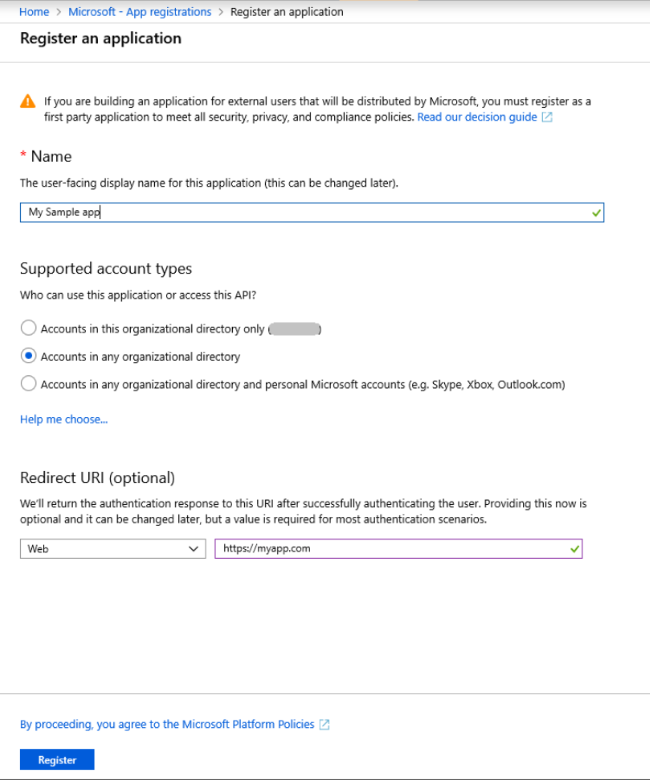 Home > Microsoft - App registrations > Register an application
Register an application
If you are building an application for external users that will be distributed by Microsoft, you must register as a
first party application to meet all security, privacy, and compliance policies. Read our decision guide
* Name
The user-facing display name for this application (this can be changed later).
My Sample app
Supported account types
Who can use this application or access this API?
Accounts in this organizational directory only ( )
Accounts in any organizational directory
Accounts in any organizational directory and personal Microsoft accounts (e.g. Skype, Xbox, Outlook.com)
Help me choose...
Redirect URI (optional)
We'll return the authentication response to this URI after successfully authenticating the user. Providing this now is
optional and it can be changed later, but a value is required for most authentication scenarios.
Web https://myapp.com
By proceeding, you agree to the Microsoft Platform Policies
Register